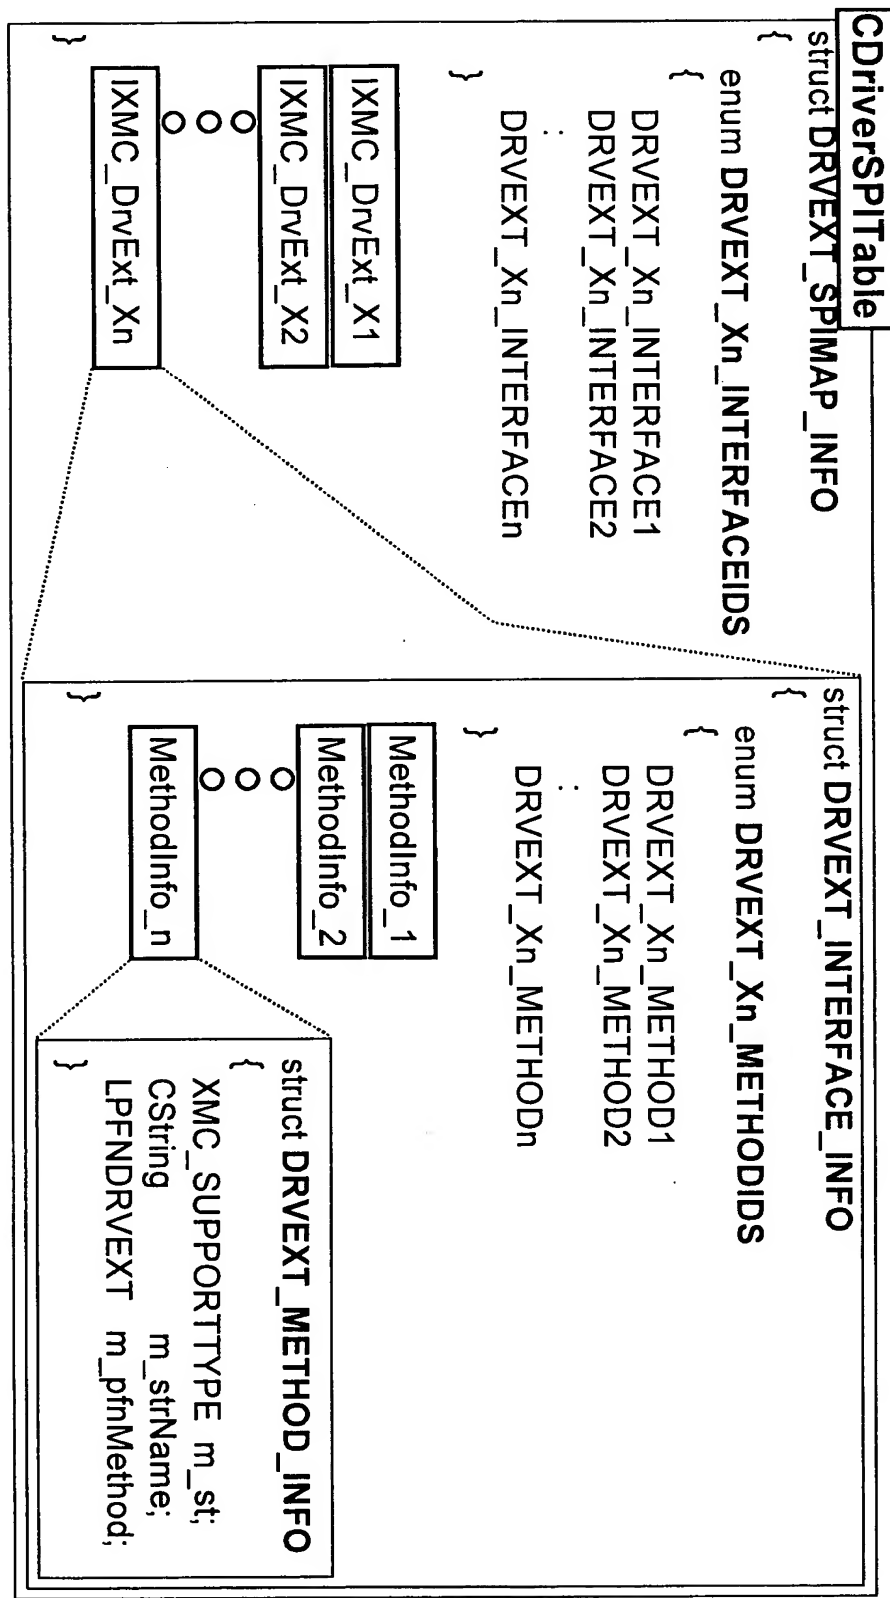 CDriverSPITable
struct DRVEXT_SPIMAP_INFO
{
enum DRVEXT_Xn_INTERFACEIDS
{
DRVEXT_Xn_INTERFACE1
DRVEXT_Xn_INTERFACE2
:
DRVEXT_Xn_INTERFACEn
}
IXMC_DrvExt_X1
IXMC_DrvExt_X2
IXMC_DrvExt_Xn
}
struct DRVEXT_INTERFACE_INFO
{
enum DRVEXT_Xn_METHODIDS
{
DRVEXT_Xn_METHOD1
DRVEXT_Xn_METHOD2
:
DRVEXT_Xn_METHODn
}
MethodInfo_1
MethodInfo_2
MethodInfo_n
}
struct DRVEXT_METHOD_INFO
{
XMC_SUPPORTTYPE m_st;
CString m_strName;
LPFNDRVEXT m_pfnMethod;
}